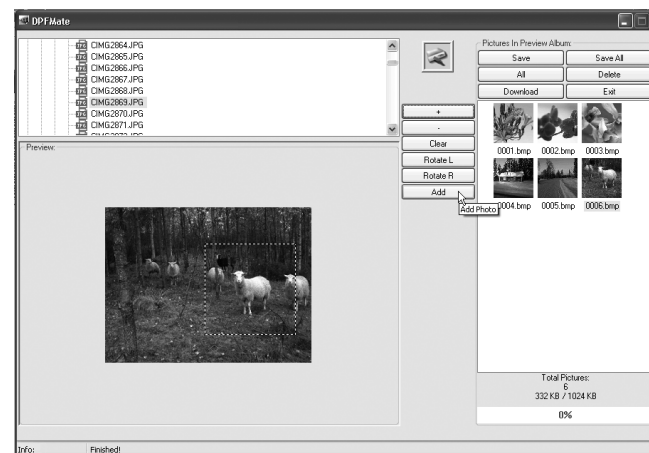 DPFMate
CIMG2864.JPG
CIMG2865.JPG
CIMG2866.JPG
CIMG2867.JPG
CIMG2868.JPG
CIMG2869.JPG
CIMG2870.JPG
CIMG2871.JPG
Preview:
+
-
Clear
Rotate L
Rotate R
Add
Add Photo
Pictures In Preview Album:
Save Save All
All Delete
Download Exit
0001.bmp 0002.bmp 0003.bmp
0004.bmp 0005.bmp 0006.bmp
Total Pictures:
6
332 KB / 1024 KB
0%
Info: Finished!